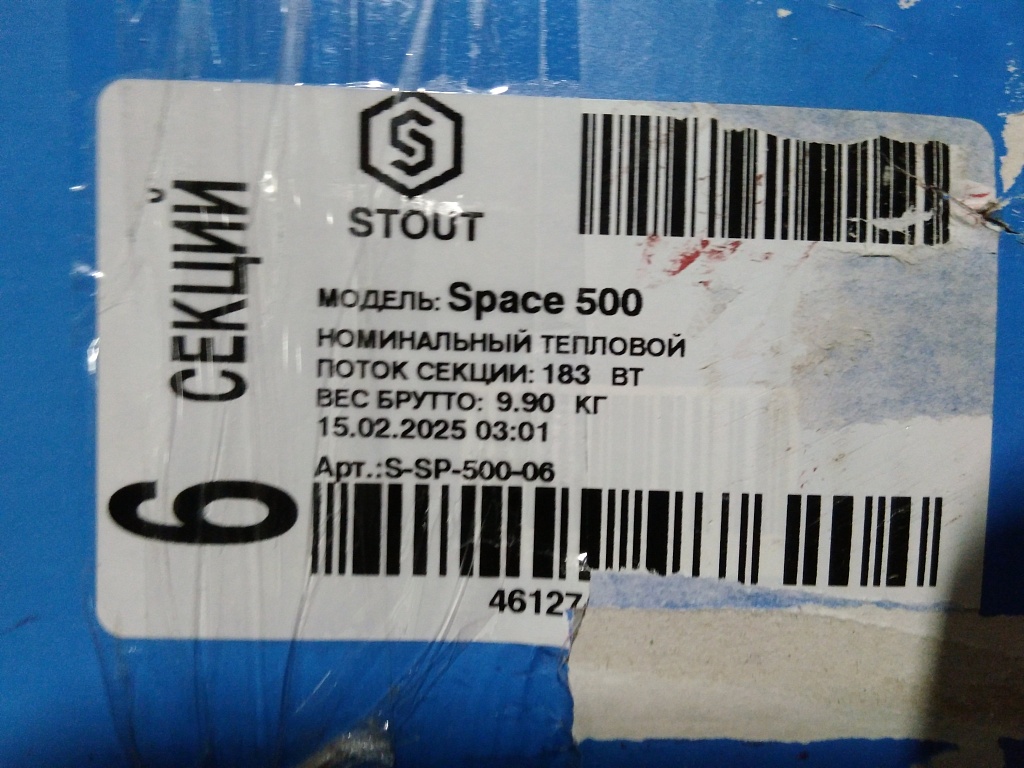 6 СЕКЦИЙ
STOUT
МОДЕЛЬ: Space 500
НОМИНАЛЬНЫЙ ТЕПЛОВОЙ
ПОТОК СЕКЦИИ: 183 ВТ
ВЕС БРУТТО: 9.90 КГ
15.02.2025 03:01
Арт.:S-SP-500-06
46127